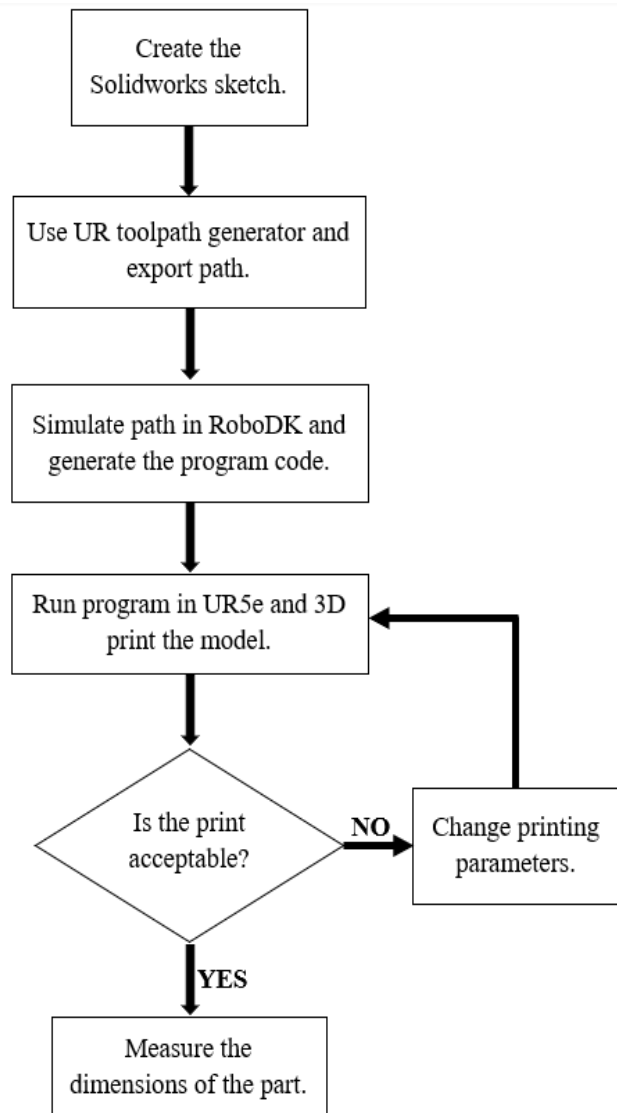 Create the
Solidworks sketch.
Use UR toolpath generator and
export path.
Simulate path in RoboDK and
generate the program code.
Run program in UR5e and 3D
print the model.
Is the print
acceptable?
NO
Change printing
parameters.
YES
Measure the
dimensions of the part.